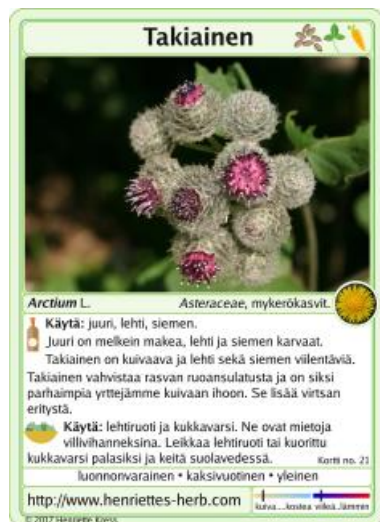 Takiainen
Arctium L. Asteraceae, mykerökasvit.
Käytä: juuri, lehti, siemen.
Juuri on melkein makea, lehti ja siemen karvaat.
Takiainen on kuivaava ja lehti sekä siemen viilentäviä.
Takiainen vahvistaa rasvan ruoansulatusta ja on siksi
parhaimpia yrttejämme kuivaan ihoon. Se lisää virtsan
eritystä.
Käytä: lehtiruoti ja kukkavarsi. Ne ovat mietoja
villivihanneksina. Leikkaa lehtiruoti tai kuorittu
kukkavarsi palasiksi ja keitä suolavedessä. Kortti no. 21
luonnonvarainen • kaksivuotinen • yleinen
http://www.henriettes-herb.com
kuiva....kostea viileä..lämmin
© 2017 Henriette Kress